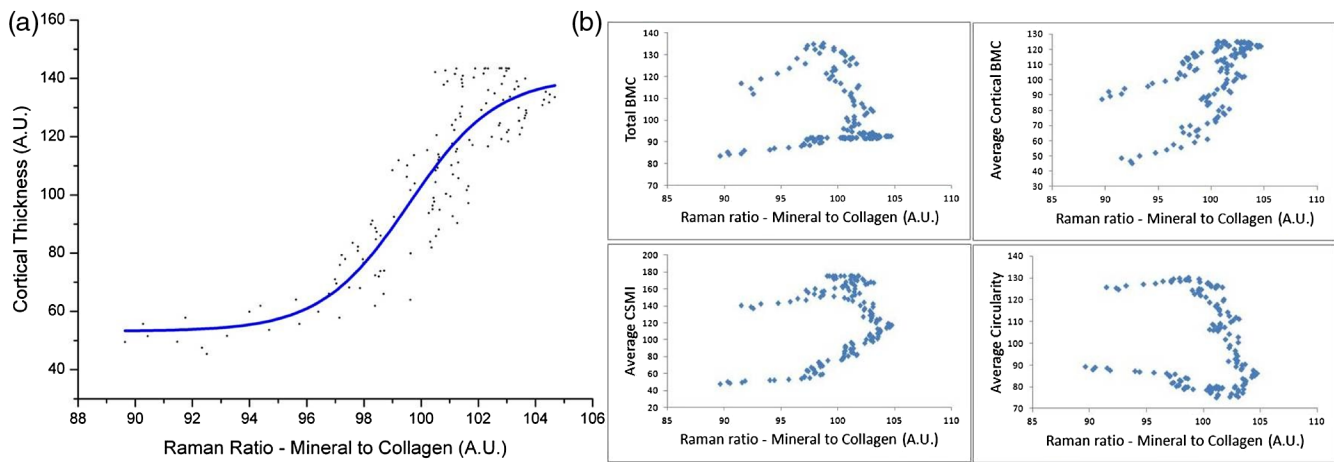 (a)
160
140
120
100
80
60
40
Cortical Thickness (A.U.)
88 90 92 94 96 98 100 102 104 106
Raman Ratio - Mineral to Collagen (A.U.)
(b)
140
130
120
110
100
90
80
70
Total BMC
85 90 95 100 105 110
Raman ratio - Mineral to Collagen (A.U.)
130
120
110
100
90
80
70
60
50
40
30
Average Cortical BMC
85 90 95 100 105 110
Raman ratio - Mineral to Collagen (A.U.)
200
180
160
140
120
100
80
60
40
20
Average CSMI
85 90 95 100 105 110
Raman ratio - Mineral to Collagen (A.U.)
140
130
120
110
100
90
80
70
Average Circularity
85 90 95 100 105 110
Raman ratio - Mineral to Collagen (A.U.)